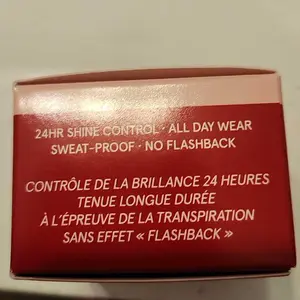 24HR SHINE CONTROL · ALL DAY WEAR
SWEAT-PROOF · NO FLASHBACK
CONTRÔLE DE LA BRILLANCE 24 HEURES
TENUE LONGUE DURÉE
À L'ÉPREUVE DE LA TRANSPIRATION
SANS EFFET « FLASHBACK »